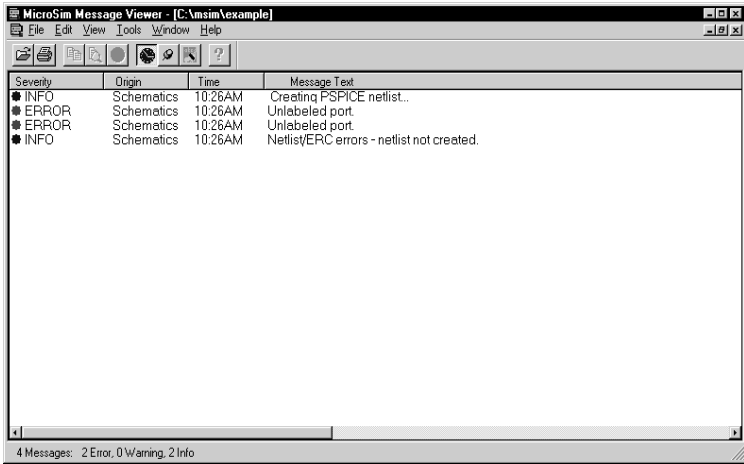 MicroSim Message Viewer - [C:\msim\example]
File Edit View Tools Window Help
Severity Origin Time Message Text
INFO Schematics 10:26AM Creating PSPICE netlist...
ERROR Schematics 10:26AM Unlabeled port.
ERROR Schematics 10:26AM Unlabeled port.
INFO Schematics 10:26AM Netlist/ERC errors - netlist not created.
4 Messages: 2 Error, 0 Warning, 2 Info